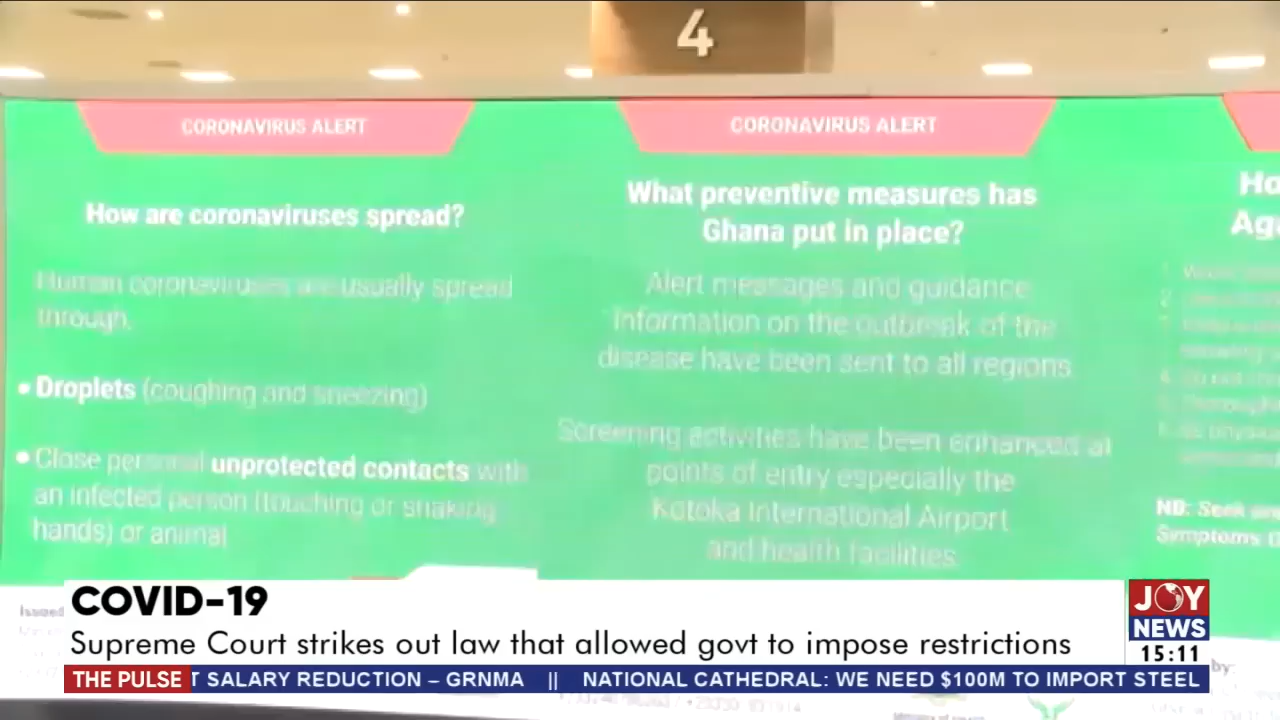 4
CORONAVIRUS ALERT
How are coronaviruses spread?
Human coronaviruses are usually spread
through.
• Droplets (coughing and sneezing)
• Close personal unprotected contacts with
an infected person (touching or shaking
hands) or animal
CORONAVIRUS ALERT
What preventive measures has
Ghana put in place?
Alert messages and guidance
information on the outbreak of the
disease have been sent to all regions
Screening activities have been enhanced at
points of entry especially the
Kotoka International Airport
and health facilities.
NB: Seek
Symptoms
Issued
by:
COVID-19
Supreme Court strikes out law that allowed govt to impose restrictions
JOY
NEWS
15:11
THE PULSE
T SALARY REDUCTION – GRNMA || NATIONAL CATHEDRAL: WE NEED $100M TO IMPORT STEEL